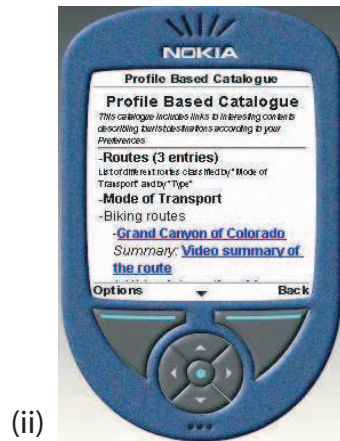 NOKIA
Profile Based Catalogue
Profile Based Catalogue
This catalogue includes links to interesting contents
describing tourist destinations according to your
Preferences
-Routes (3 entries)
List of different routes classified by "Mode of
Transport" and by "Type"
-Mode of Transport
-Biking routes
-Grand Canyon of Colorado
Summary: Video summary of
the route
Options
Back
(ii)